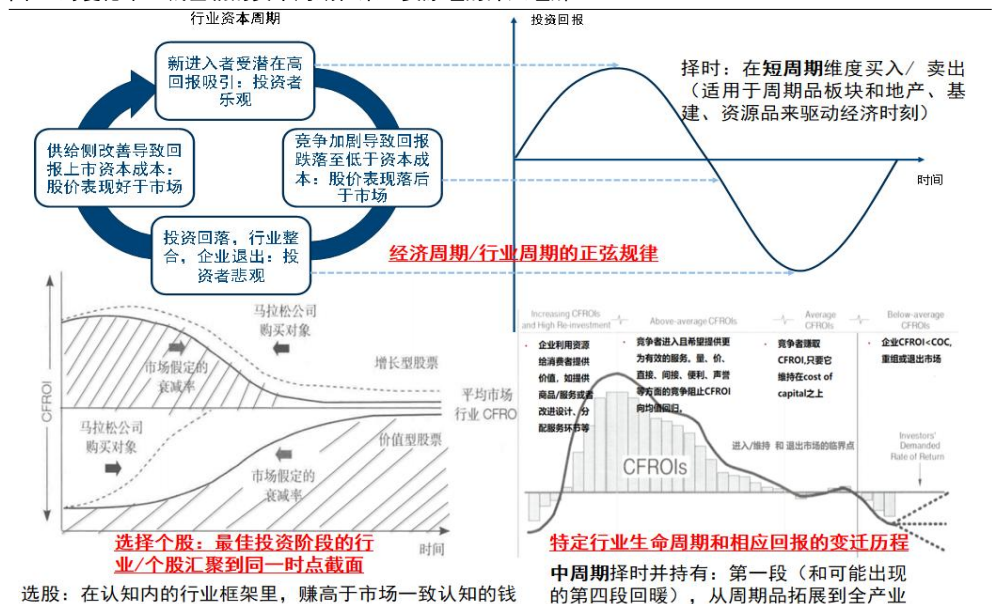 行业资本周期
新进入者受潜在高
回报吸引：投资者
乐观
供给侧改善导致回
报上市资本成本：
股价表现好于市场
竞争加剧导致回报
跌落至低于资本成
本：股价表现落后
于市场
投资回落，行业整
合，企业退出：投
资者悲观
投资回报
时间
择时：在短周期维度买入/ 卖出
（适用于周期品板块和地产、基
建、资源品来驱动经济时刻）
经济周期/行业周期的正弦规律
CFROI
马拉松公司
购买对象
市场假定的
衰减率
增长型股票
平均市场
行业 CFRO
马拉松公司
购买对象
价值型股票
市场假定的
衰减率
时间
选择个股：最佳投资阶段的行
业/个股汇聚到同一时点截面
选股：在认知内的行业框架里，赚高于市场一致认知的钱
Increasing CFROIs
and High Re-investment
Above-average CFROIs
Average
CFROIs
Below-average
CFROIs
• 企业利用资源
给消费者提供
价值，如提供
商品/服务或者
改进设计、分
配服务环节等
• 竞争者进入且希望提供更
为有效的服务。量、价、
直接、间接、便利、声誉
等方面的竞争阻止CFROI
向均值回归。
• 竞争者赚取
CFROI,只要它
维持在cost of
capital之上
• 企业CFROI<COC,
重组或退出市场
进入/维持 和 退出市场的临界点
CFROIs
Investors'
Demanded
Rate of Return
特定行业生命周期和相应回报的变迁历程
中周期择时并持有：第一段（和可能出现
的第四段回暖），从周期品拓展到全产业